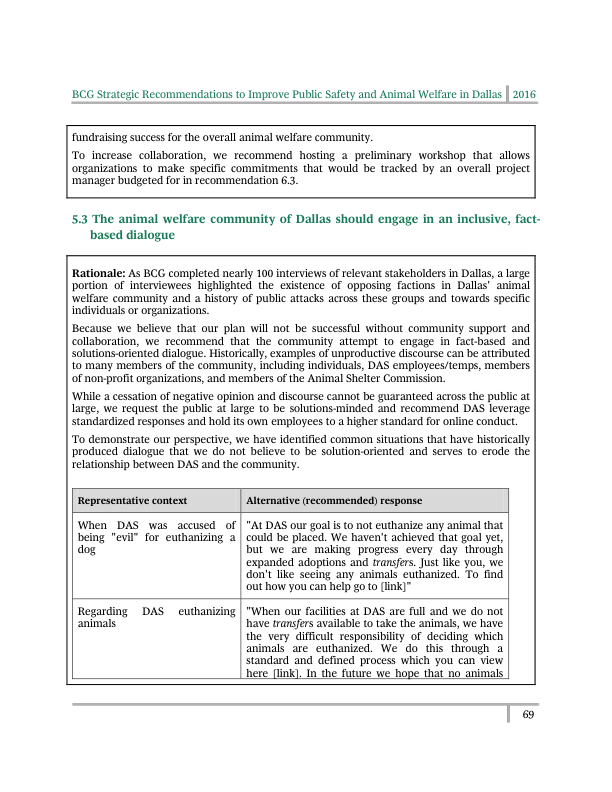 BCG Strategic Recommendations to Improve Public Safety and Animal Welfare in Dallas 2016
fundraising success for the overall animal welfare community.
To increase collaboration, we recommend hosting a preliminary workshop that allows
organizations to make specific commitments that would be tracked by an overall project
manager budgeted for in recommendation 6.3.
5.3 The animal welfare community of Dallas should engage in an inclusive, fact-
based dialogue
Rationale: As BCG completed nearly 100 interviews of relevant stakeholders in Dallas, a large
portion of interviewees highlighted the existence of opposing factions in Dallas' animal
welfare community and a history of public attacks across these groups and towards specific
individuals or organizations.
Because we believe that our plan will not be successful without community support and
collaboration, we recommend that the community attempt to engage in fact-based and
solutions-oriented dialogue. Historically, examples of unproductive discourse can be attributed
to many members of the community, including individuals, DAS employees/temps, members
of non-profit organizations, and members of the Animal Shelter Commission.
While a cessation of negative opinion and discourse cannot be guaranteed across the public at
large, we request the public at large to be solutions-minded and recommend DAS leverage
standardized responses and hold its own employees to a higher standard for online conduct.
To demonstrate our perspective, we have identified common situations that have historically
produced dialogue that we do not believe to be solution-oriented and serves to erode the
relationship between DAS and the community.
Representative context
Alternative (recommended) response
When DAS was accused of
being "evil" for euthanizing a
dog
"At DAS our goal is to not euthanize any animal that
could be placed. We haven't achieved that goal yet,
but we are making progress every day through
expanded adoptions and transfers. Just like you, we
don't like seeing any animals euthanized. To find
out how you can help go to [link]"
Regarding DAS euthanizing
animals
"When our facilities at DAS are full and we do not
have transfers available to take the animals, we have
the very difficult responsibility of deciding which
animals are euthanized. We do this through a
standard and defined process which you can view
here [link]. In the future we hope that no animals
69